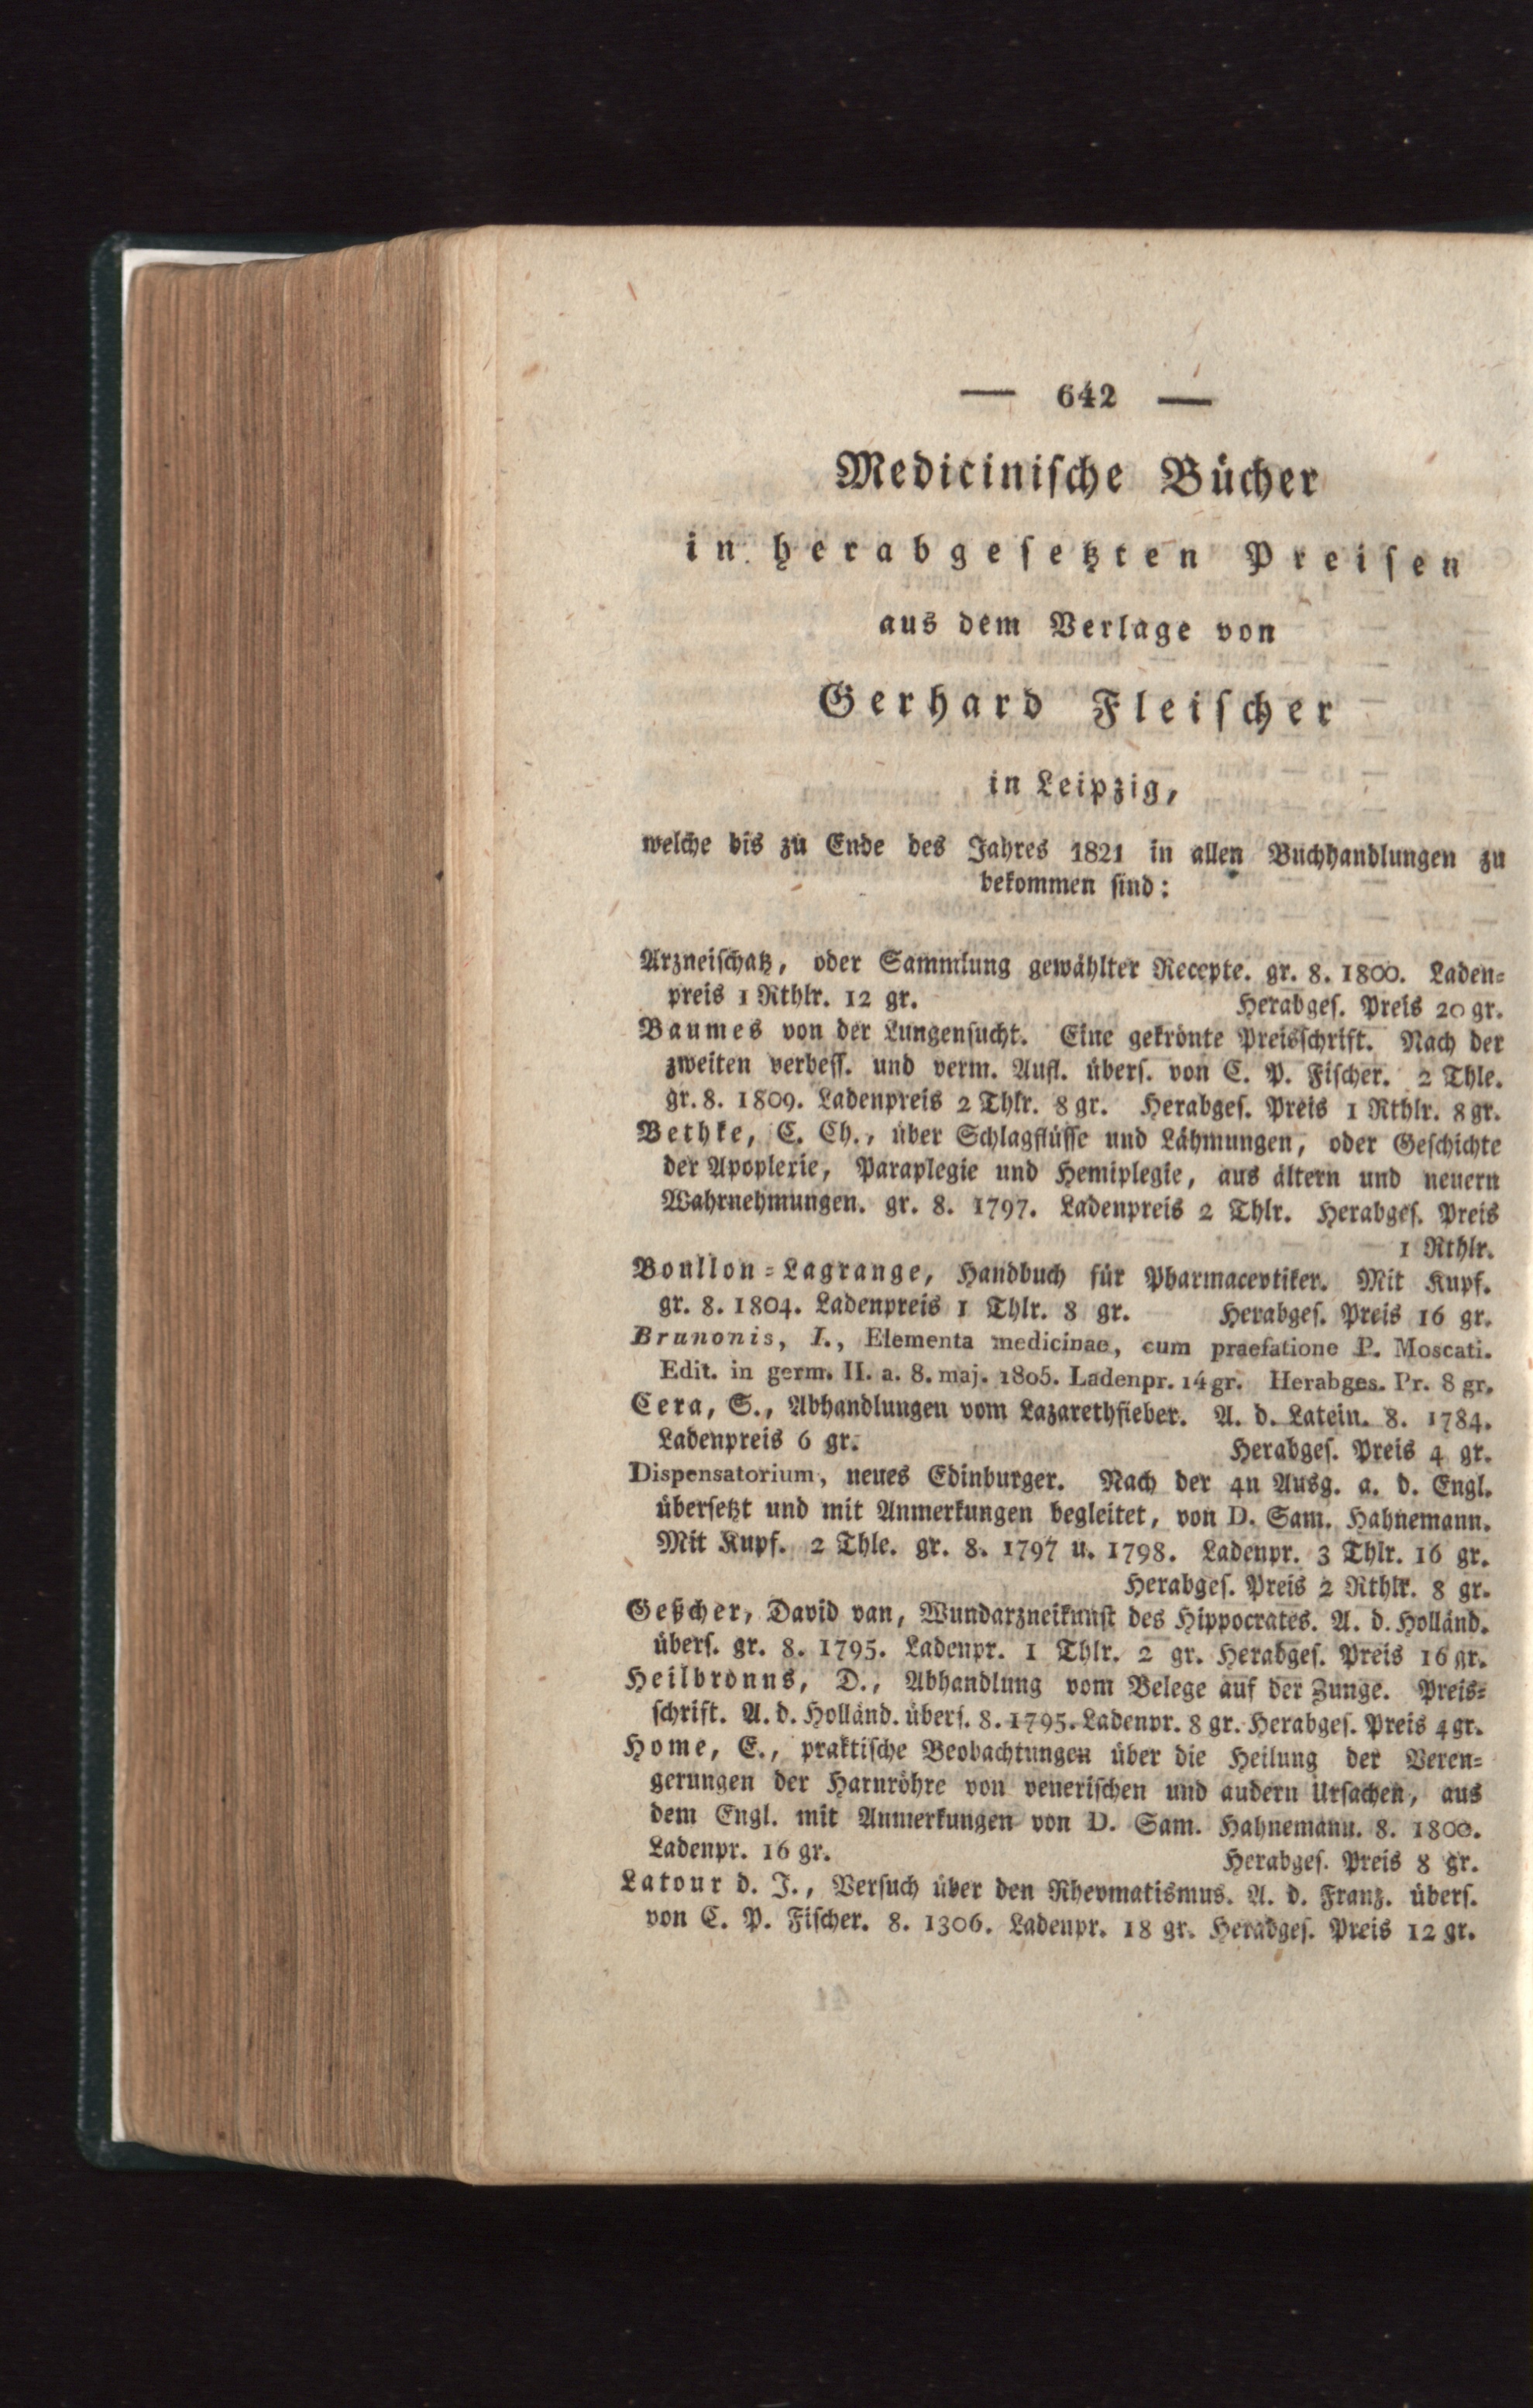 — 642 —
Medicinische Bücher
in herabgesetzten Preisen
aus dem Verlage von
Gerhard Fleischer
in Leipzig,
welche bis zu Ende des Jahres 1821 in allen Buchhandlungen zu
bekommen sind:
Arzneischatz, oder Sammlung gewählter Recepte. gr. 8. 1800. Laden-
preis 1 Rthlr. 12 gr. Herabges. Preis 20 gr.
Baumes von der Lungensucht. Eine gekrönte Preisschrift. Nach der
zweiten verbess. und verm. Aufl. übers. von C. P. Fischer. 2 Thle.
gr. 8. 1809. Ladenpreis 2 Thlr. 8 gr. Herabges. Preis 1 Rthlr. 8 gr.
Bethke, C. Ch., über Schlagflüsse und Lähmungen, oder Geschichte
der Apoplexie, Paraplegie und Hemiplegie, aus ältern und neuern
Wahrnehmungen. gr. 8. 1797. Ladenpreis 2 Thlr. Herabges. Preis
1 Rthlr.
Bonllon-Lagrange, Handbuch für Pharmacevtiker. Mit Kupf.
gr. 8. 1804. Ladenpreis 1 Thlr. 8 gr. Herabges. Preis 16 gr.
Brunonis, I., Elementa medicinae, cum praefatione P. Moscati.
Edit. in germ. II. a. 8. maj. 1805. Ladenpr. 14 gr. Herabges. Pr. 8 gr.
Cera, S., Abhandlungen vom Lazarethfieber. A. d. Latein. 8. 1784.
Ladenpreis 6 gr. Herabges. Preis 4 gr.
Dispensatorium, neues Edinburger. Nach der 4n Ausg. a. d. Engl.
übersetzt und mit Anmerkungen begleitet, von D. Sam. Hahnemann.
Mit Kupf. 2 Thle. gr. 8. 1797 u. 1798. Ladenpr. 3 Thlr. 16 gr.
Herabges. Preis 2 Rthlr. 8 gr.
Geßcher, David van, Wundarzneikunst des Hippocrates. A. d. Holländ.
übers. gr. 8. 1795. Ladenpr. 1 Thlr. 2 gr. Herabges. Preis 16 gr.
Heilbronns, D., Abhandlung vom Belege auf der Zunge. Preis-
schrift. A. d. Holländ. übers. 8. 1795. Ladenpr. 8 gr. Herabges. Preis 4 gr.
Home, E., praktische Beobachtungen über die Heilung der Veren-
gerungen der Harnröhre von venerischen und andern Ursachen, aus
dem Engl. mit Anmerkungen von D. Sam. Hahnemann. 8. 1800.
Ladenpr. 16 gr. Herabges. Preis 8 gr.
Latour d. J., Versuch über den Rhevmatismus. A. d. Franz. übers.
von C. P. Fischer. 8. 1306. Ladenpr. 18 gr. Herabges. Preis 12 gr.